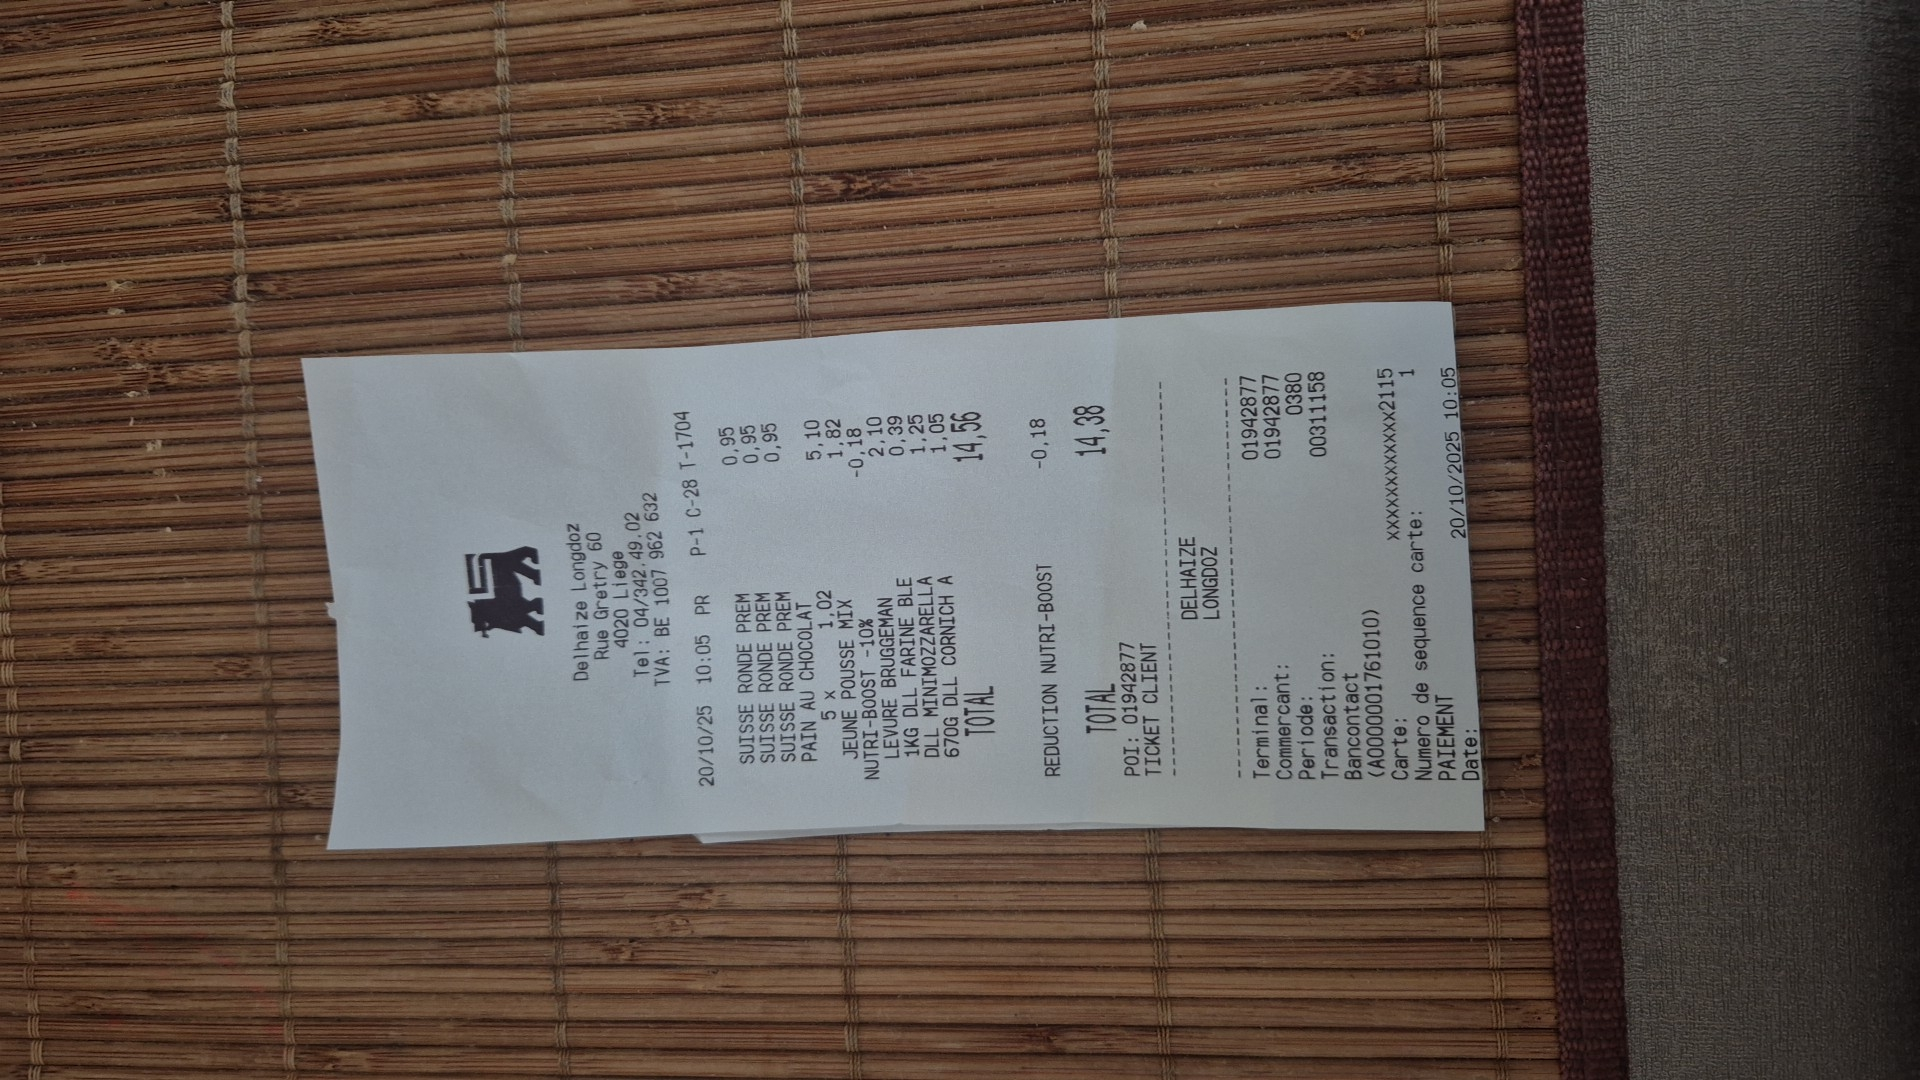 Delhaize Longdoz
Rue Gretry 60
4020 Liege
Tel: 04/342.49.02
TVA: BE 1007 962 632
20/10/25 10:05 PR P-1 C-28 T-1704
SUISSE RONDE PREM 0,95
SUISSE RONDE PREM 0,95
SUISSE RONDE PREM 0,95
PAIN AU CHOCOLAT
5 x 1,02 5,10
JEUNE POUSSE MIX 1,82
NUTRI-BOOST -10% -0,18
LEVURE BRUGGEMAN 2,10
1KG DLL FARINE BLE 0,39
DLL MINIMOZZARELLA 1,25
670G DLL CORNICH A 1,05
TOTAL 14,56
REDUCTION NUTRI-BOOST -0,18
TOTAL 14,38
POI: 01942877
TICKET CLIENT
--------------------------------
DELHAIZE
LONGDOZ
--------------------------------
Terminal: 01942877
Commercant: 01942877
Periode: 0380
Transaction: 00311158
Bancontact
(A0000001761010)
Carte: xxxxxxxxxxxxx2115
Numero de sequence carte: 1
PAIEMENT
Date: 20/10/2025 10:05